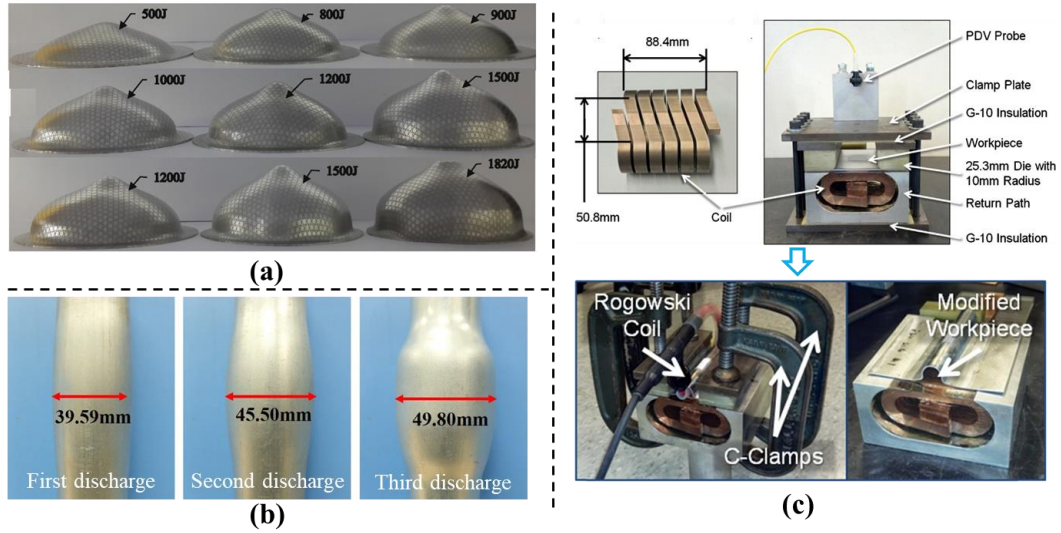 500J
800J
900J
1000J
1200J
1500J
1200J
1500J
1820J
(a)
39.59mm
45.50mm
49.80mm
First discharge
Second discharge
Third discharge
(b)
88.4mm
50.8mm
Coil
PDV Probe
Clamp Plate
G-10 Insulation
Workpiece
25.3mm Die with
10mm Radius
Return Path
G-10 Insulation
Rogowski
Coil
C-Clamps
Modified
Workpiece
(c)